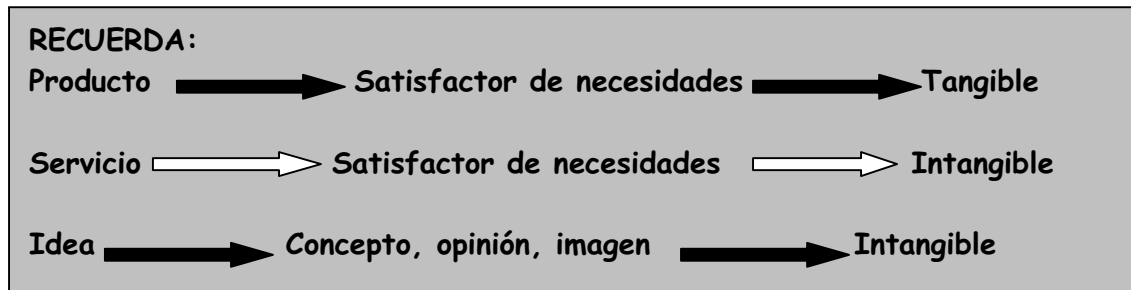 RECUERDA:
Producto Satisfactor de necesidades Tangible
Servicio Satisfactor de necesidades Intangible
Idea Concepto, opinión, imagen Intangible